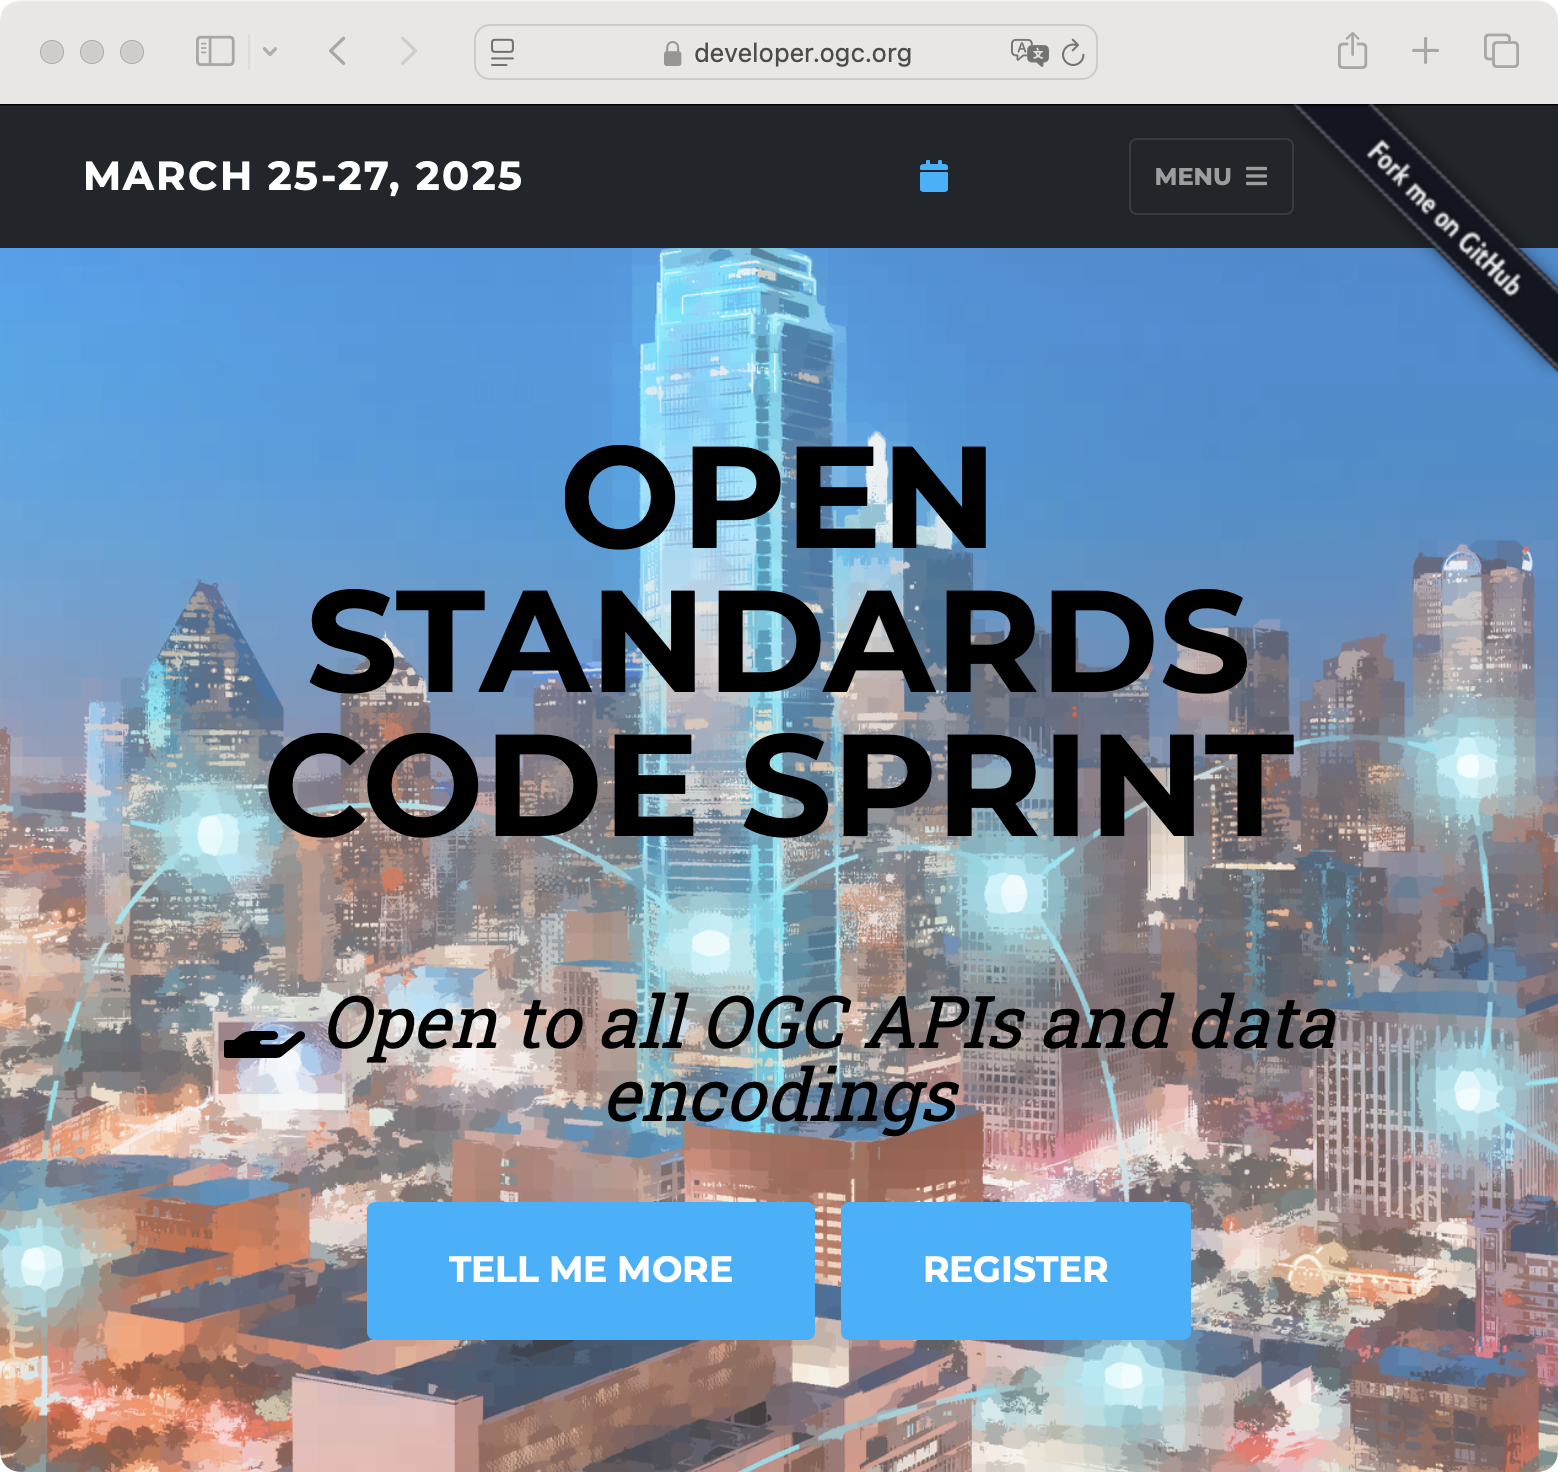 developer.ogc.org
MARCH 25-27, 2025
MENU
Fork me on GitHub
OPEN
STANDARDS
CODE SPRINT
Open to all OGC APIs and data
encodings
TELL ME MORE
REGISTER